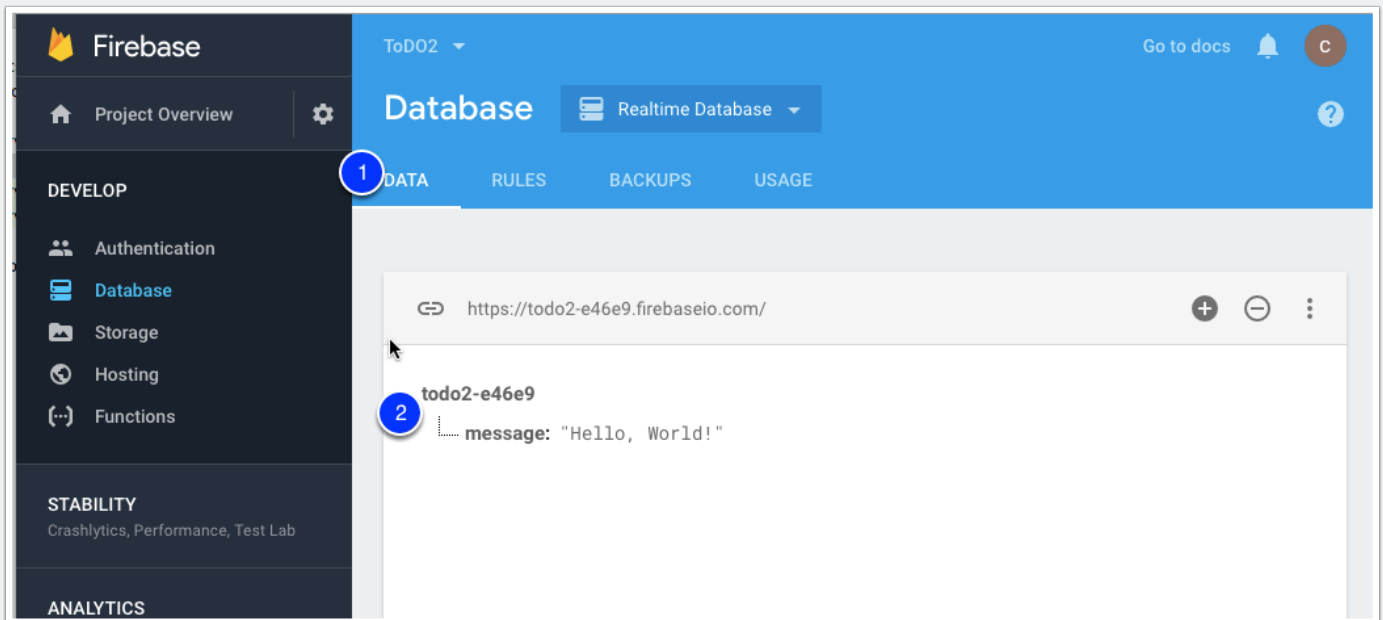 Firebase
ToDO2
Go to docs
C
Project Overview
Database
Realtime Database
?
1
DATA
RULES
BACKUPS
USAGE
DEVELOP
Authentication
Database
Storage
Hosting
Functions
https://todo2-e46e9.firebaseio.com/
todo2-e46e9
2
message: "Hello, World!"
STABILITY
Crashlytics, Performance, Test Lab
ANALYTICS